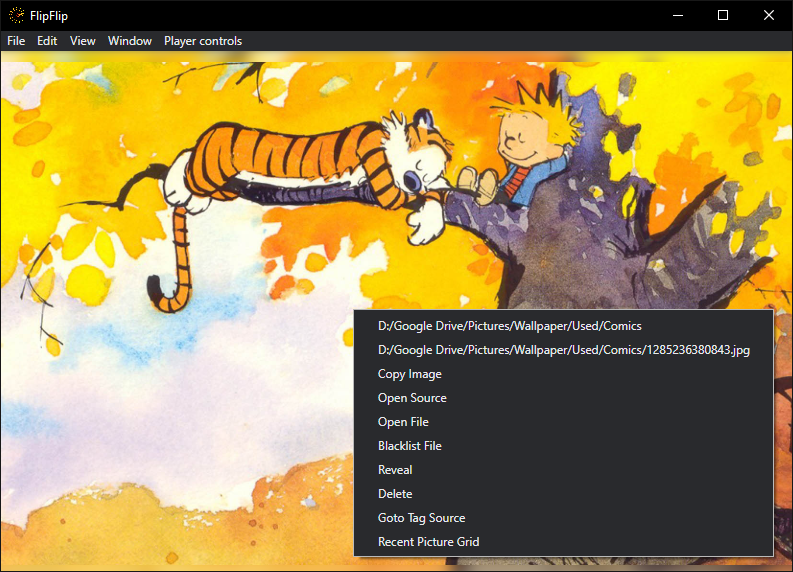 FlipFlip
File Edit View Window Player controls
D:/Google Drive/Pictures/Wallpaper/Used/Comics
D:/Google Drive/Pictures/Wallpaper/Used/Comics/1285236380843.jpg
Copy Image
Open Source
Open File
Blacklist File
Reveal
Delete
Goto Tag Source
Recent Picture Grid